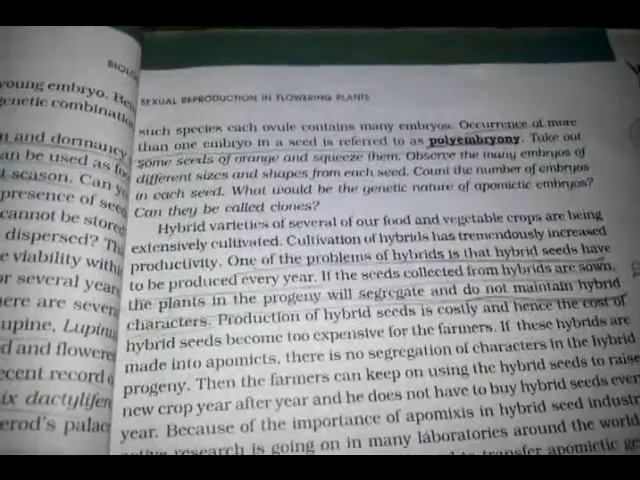 BIOLO
young embryo. Be
genetic combination
n and dormancy
an be used as fo
t season. Can y
presence of seed
cannot be stored
dispersed? Th
e viability with
or several year
ere are sever
upine, Lupinu
d and flowere
ecent record o
ix dactylifer
erod's palac
SEXUAL REPRODUCTION IN FLOWERING PLANTS
such species each ovule contains many embryos. Occurrence of more
than one embryo in a seed is referred to as polyembryony. Take out
some seeds of orange and squeeze them. Observe the many embryos of
different sizes and shapes from each seed. Count the number of embryos
in each seed. What would be the genetic nature of apomictic embryos?
Can they be called clones?
Hybrid varieties of several of our food and vegetable crops are being
extensively cultivated. Cultivation of hybrids has tremendously increased
productivity. One of the problems of hybrids is that hybrid seeds have
to be produced every year. If the seeds collected from hybrids are sown,
the plants in the progeny will segregate and do not maintain hybrid
characters. Production of hybrid seeds is costly and hence the cost of
hybrid seeds become too expensive for the farmers. If these hybrids are
made into apomicts, there is no segregation of characters in the hybrid
progeny. Then the farmers can keep on using the hybrid seeds to raise
new crop year after year and he does not have to buy hybrid seeds ever
year. Because of the importance of apomixis in hybrid seed industr
research is going on in many laboratories around the world
transfer apomictic ge